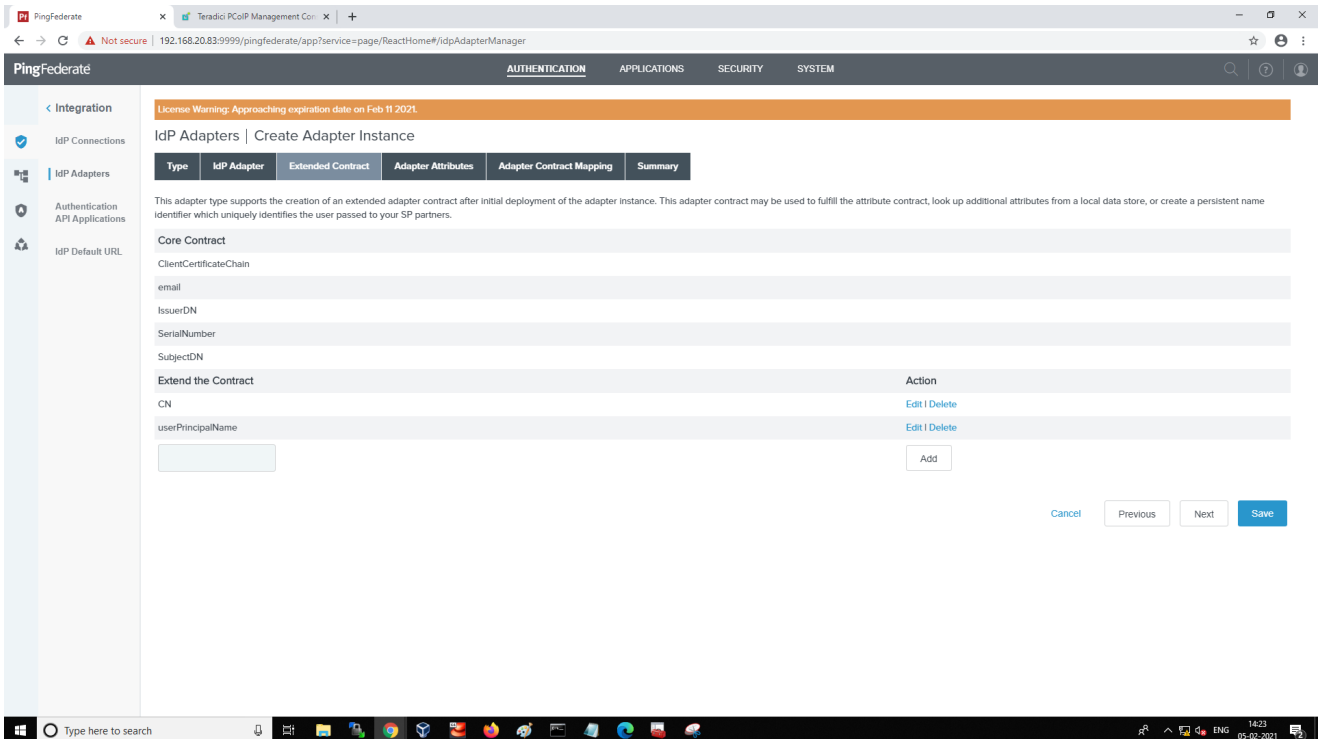 PingFederate
Teradici PCoIP Management Con
Not secure | 192.168.20.83:9999/pingfederate/app?service=page/ReactHome#/idpAdapterManager
PingFederate
AUTHENTICATION APPLICATIONS SECURITY SYSTEM
< Integration
IdP Connections
IdP Adapters
Authentication
API Applications
IdP Default URL
License Warning: Approaching expiration date on Feb 11 2021.
IdP Adapters | Create Adapter Instance
Type IdP Adapter Extended Contract Adapter Attributes Adapter Contract Mapping Summary
This adapter type supports the creation of an extended adapter contract after initial deployment of the adapter instance. This adapter contract may be used to fulfill the attribute contract, look up additional attributes from a local data store, or create a persistent name
identifier which uniquely identifies the user passed to your SP partners.
Core Contract
ClientCertificateChain
email
IssuerDN
SerialNumber
SubjectDN
Extend the Contract Action
CN Edit | Delete
userPrincipalName Edit | Delete
Add
Cancel Previous Next Save
Type here to search
ENG
14:23
05-02-2021